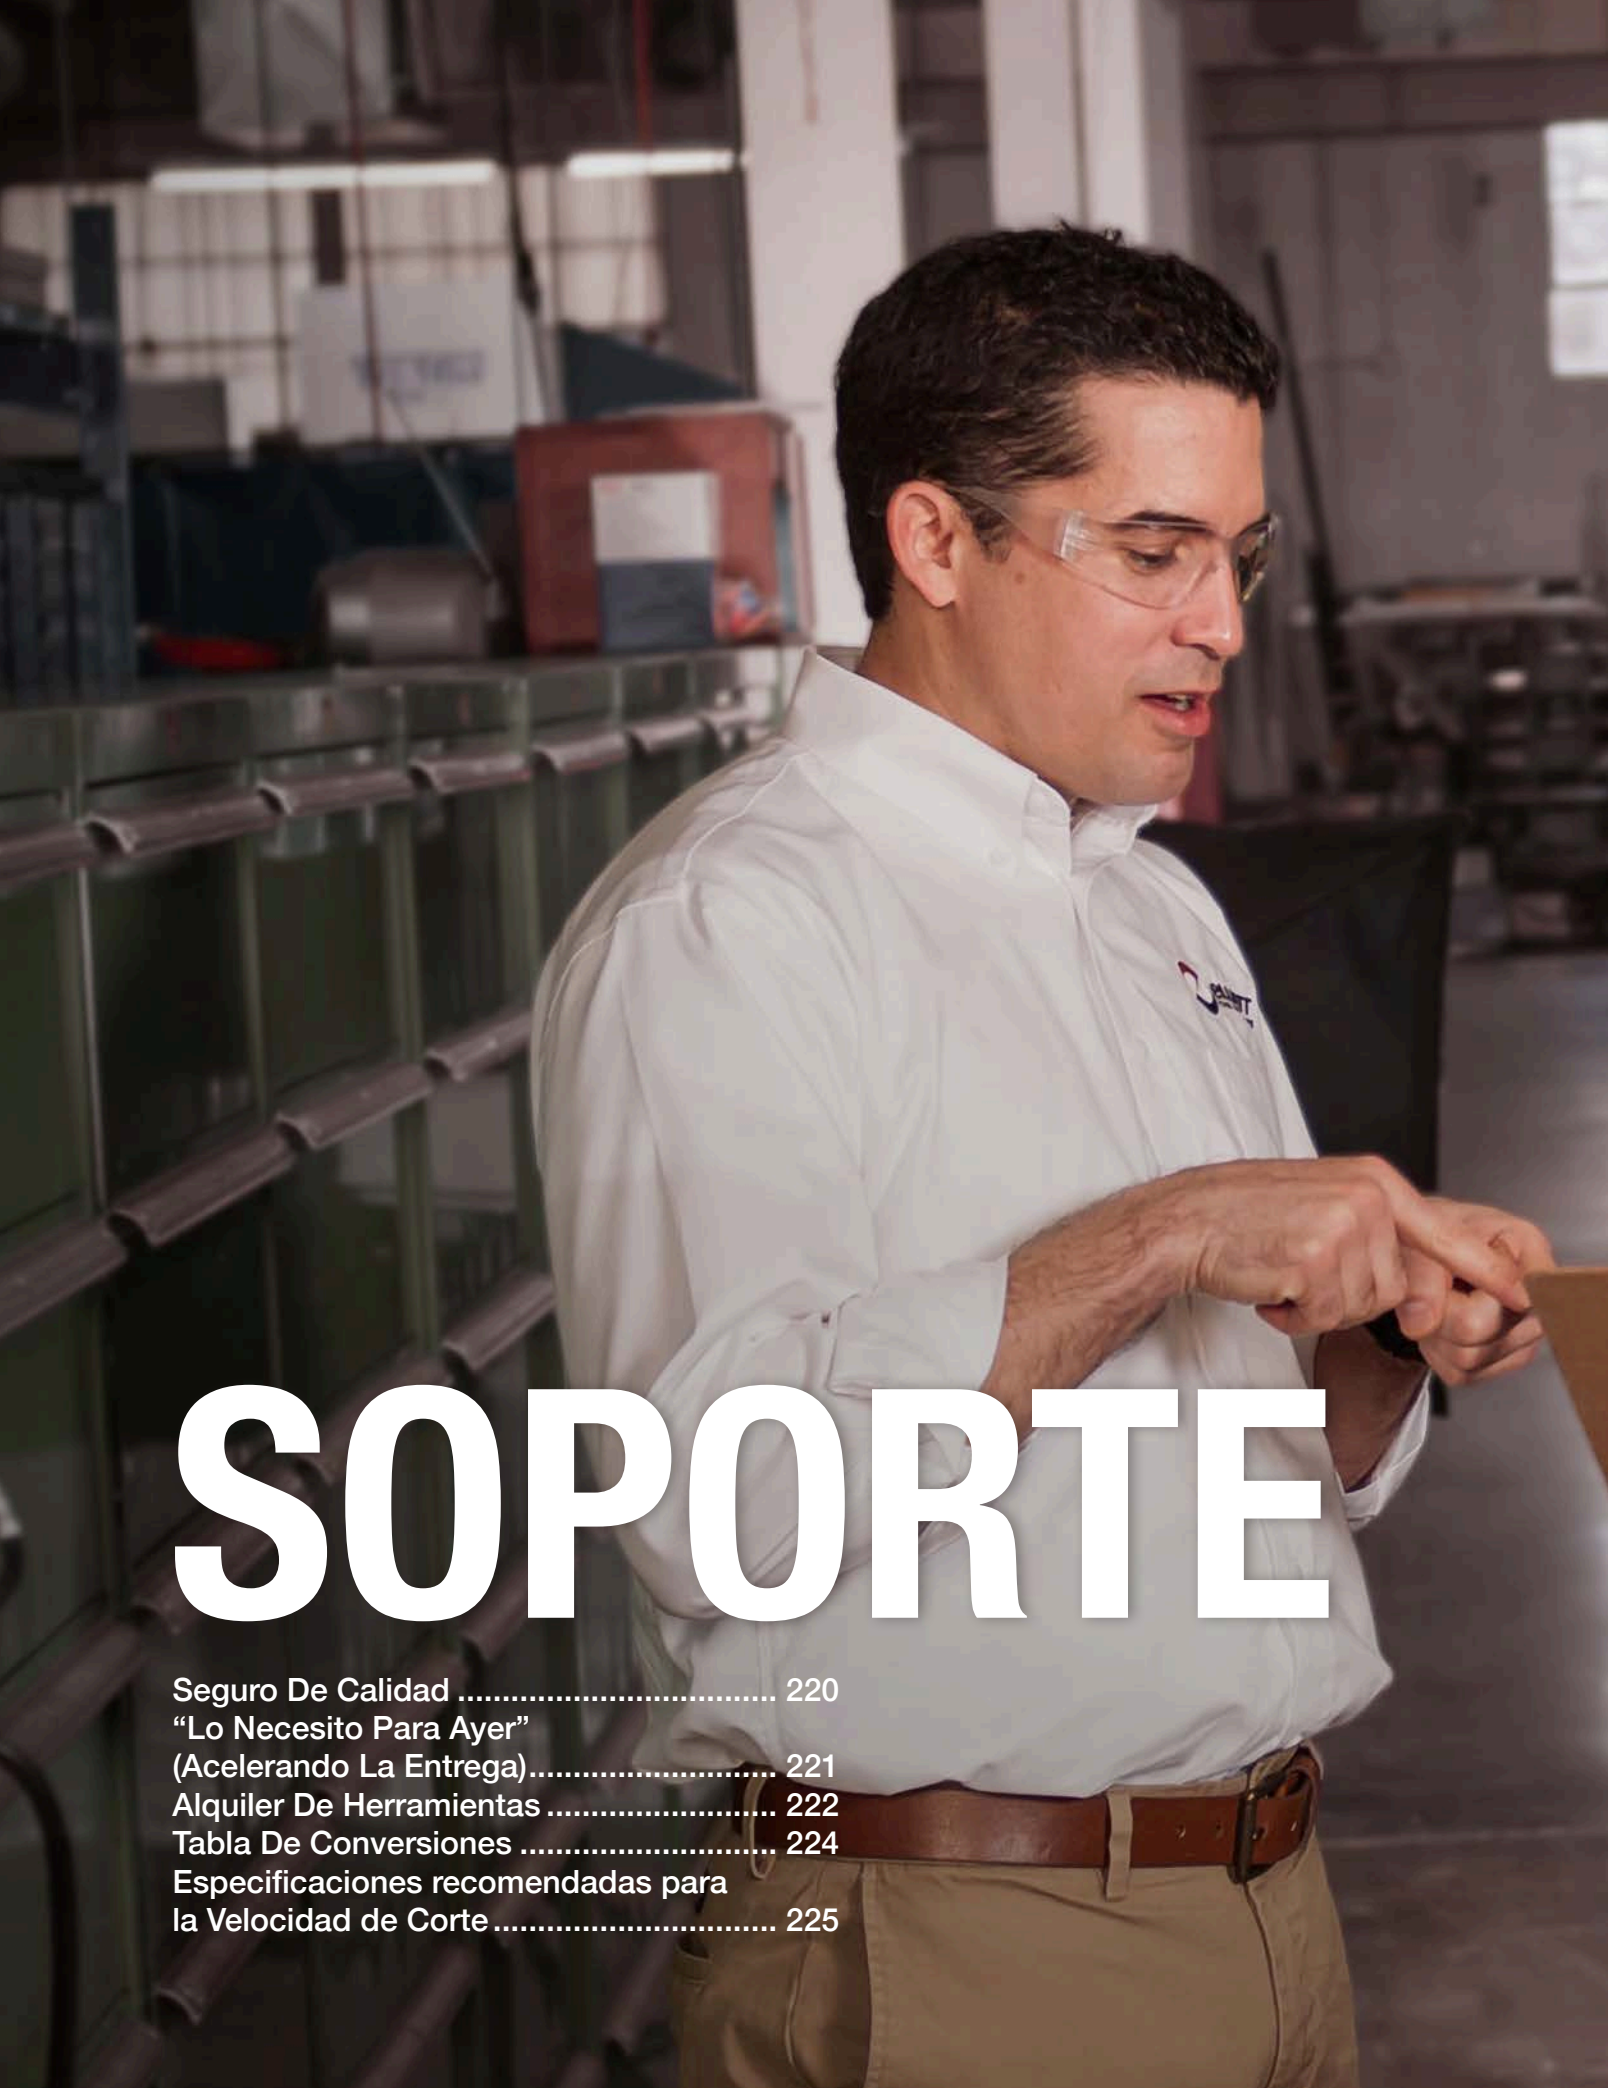 eLLiOTT
SOPORTE
Seguro De Calidad .................................... 220
“Lo Necesito Para Ayer”
(Acelerando La Entrega)............................ 221
Alquiler De Herramientas .......................... 222
Tabla De Conversiones ............................. 224
Especificaciones recomendadas para
la Velocidad de Corte................................ 225